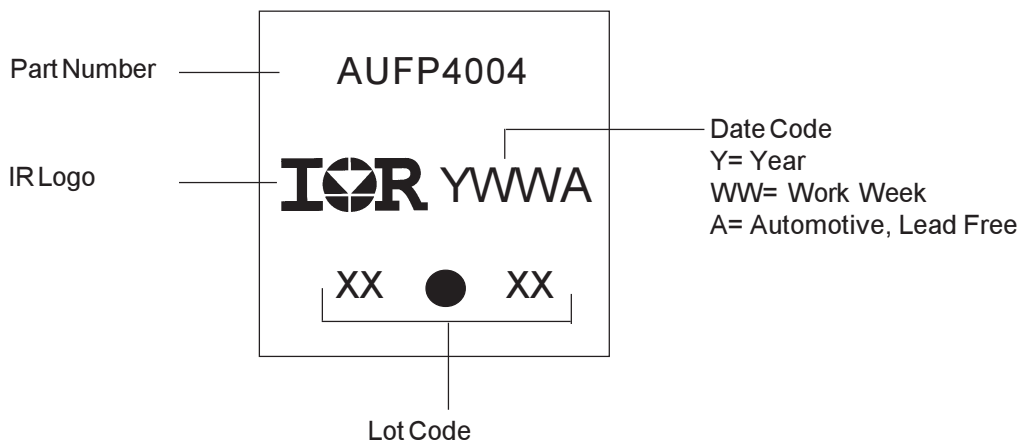 Part Number
AUFP4004
IR Logo
IOR YWWA
Date Code
Y= Year
WW= Work Week
A= Automotive, Lead Free
XX XX
Lot Code